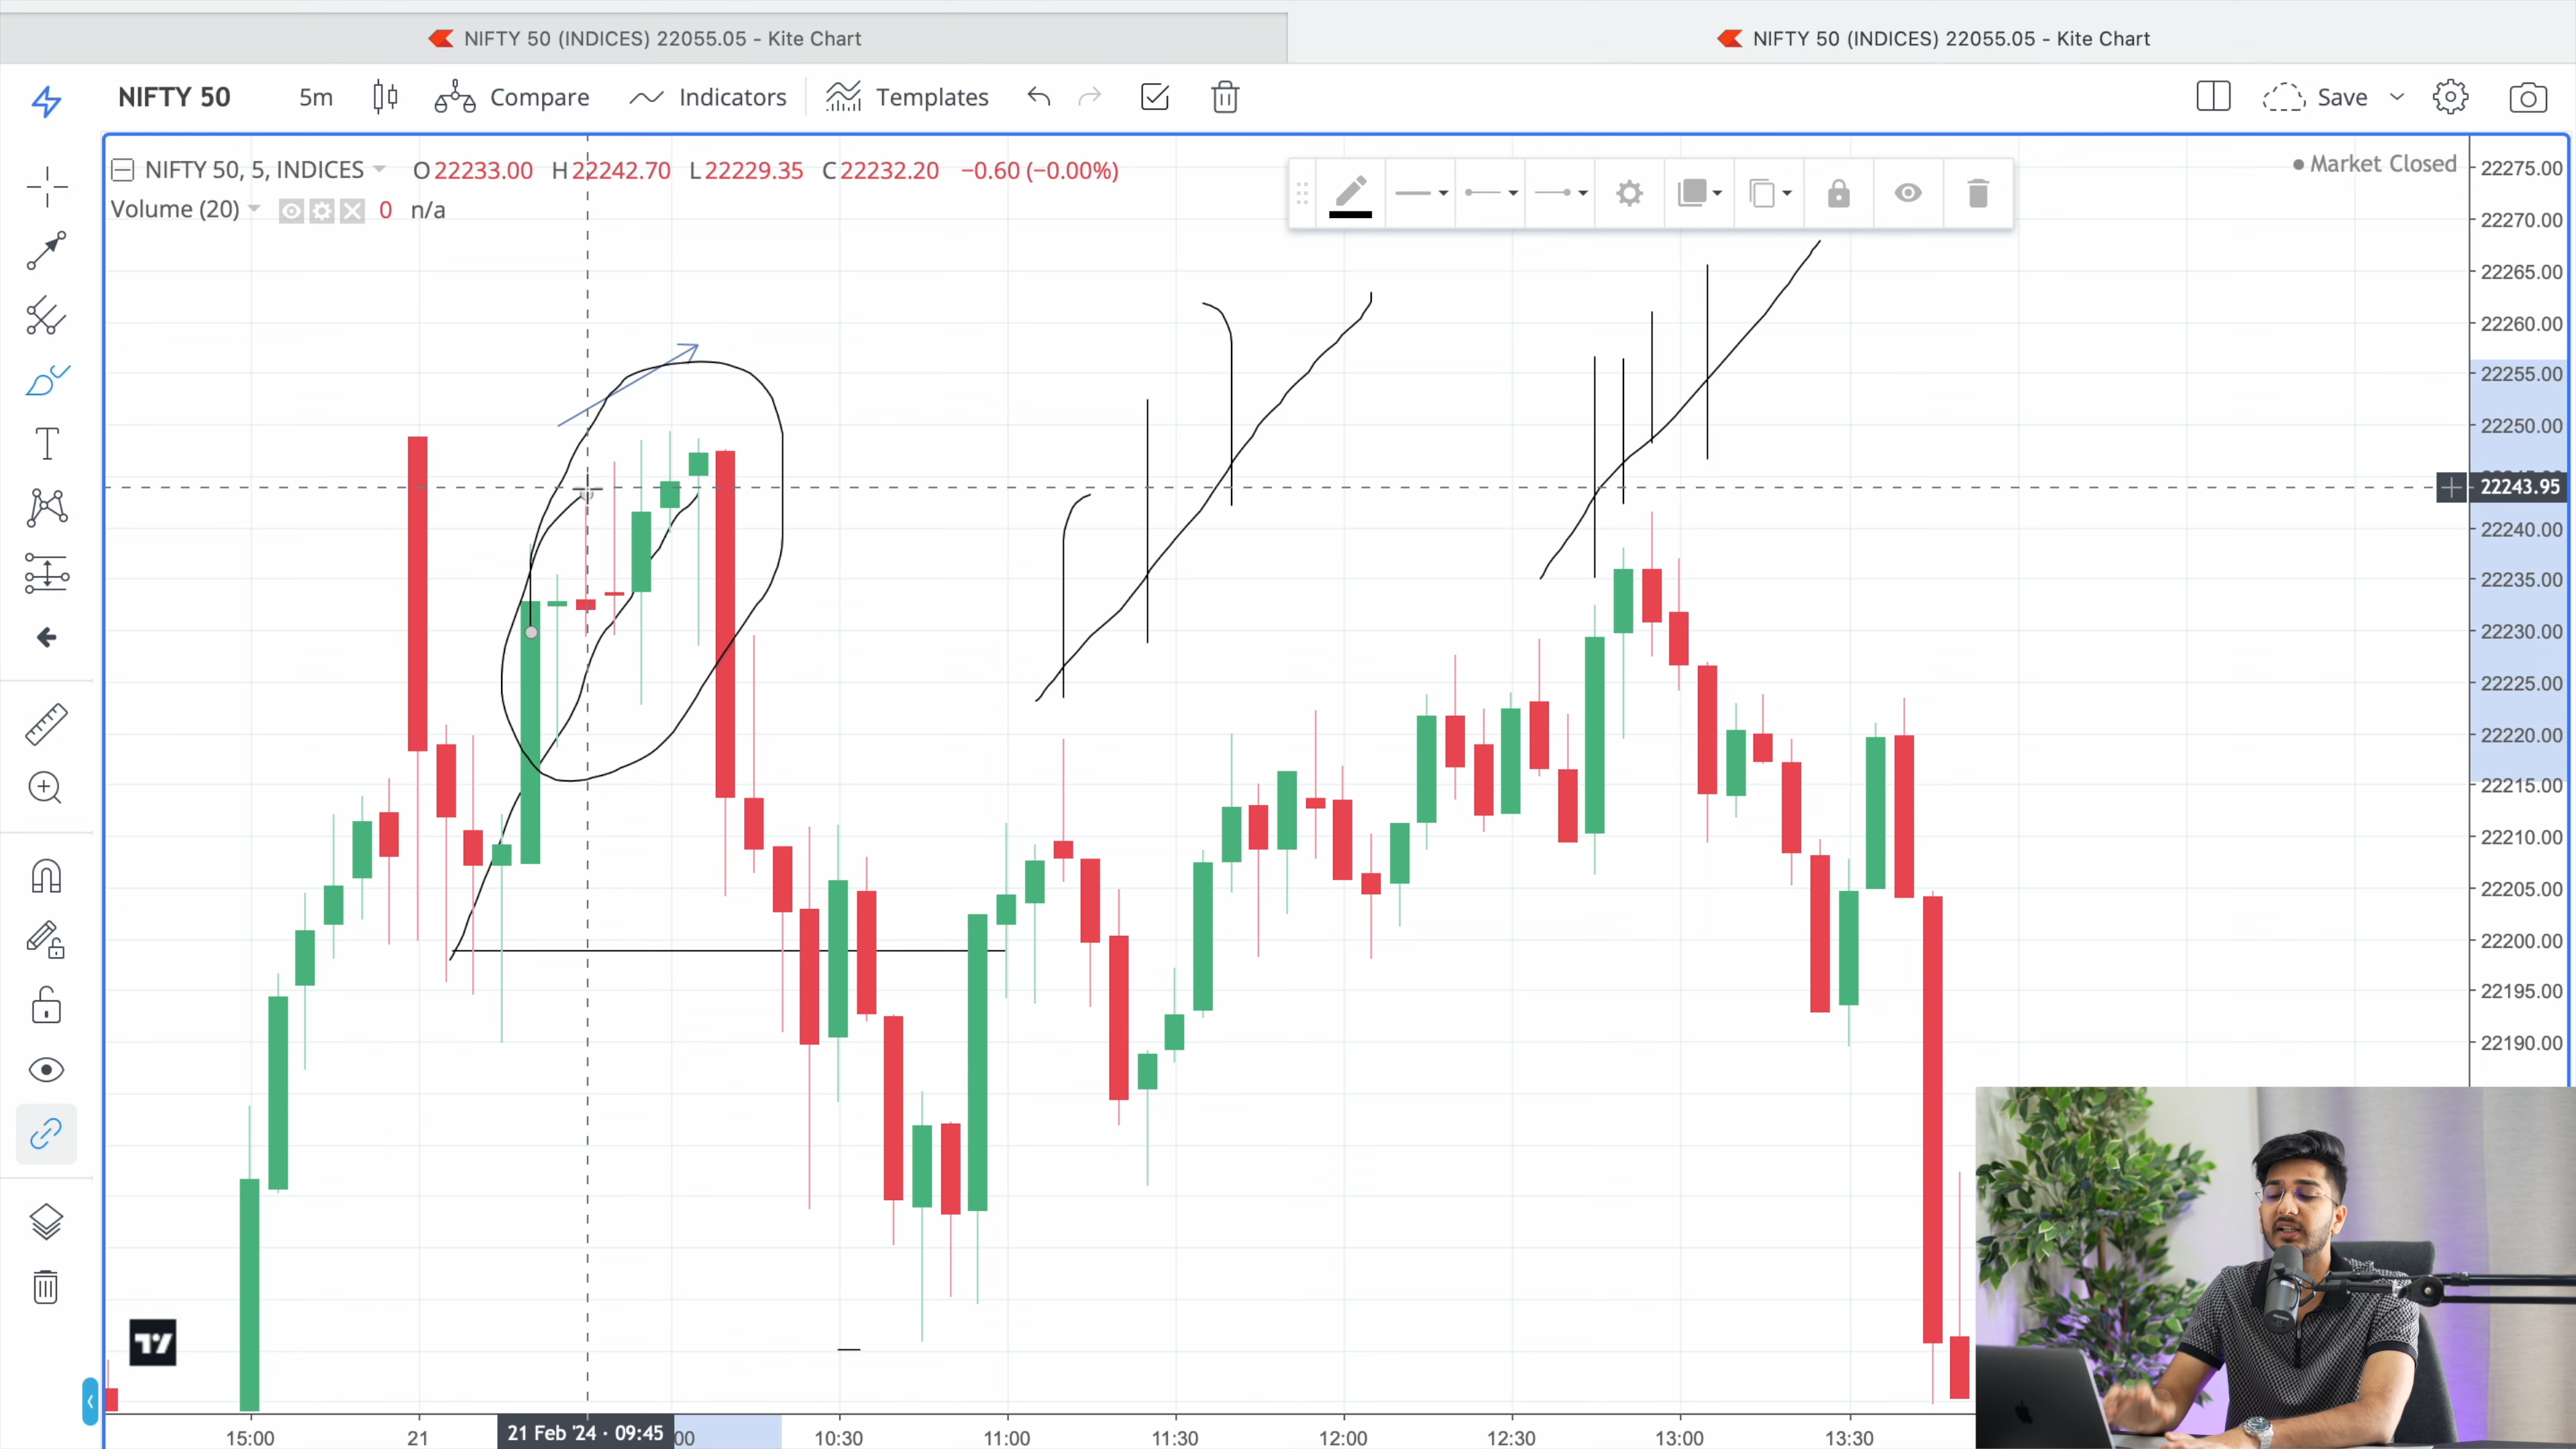 NIFTY 50 (INDICES) 22055.05 - Kite Chart
NIFTY 50 (INDICES) 22055.05 - Kite Chart
NIFTY 50 5m Compare Indicators Templates Save
NIFTY 50, 5, INDICES O22233.00 H22242.70 L22229.35 C22232.20 −0.60 (−0.00%)
Market Closed
Volume (20) 0 n/a
22275.00
22270.00
22265.00
22260.00
22255.00
22250.00
22243.95
22240.00
22235.00
22230.00
22225.00
22220.00
22215.00
22210.00
22205.00
22200.00
22195.00
22190.00
15:00 21 21 Feb '24 · 09:45 00 10:30 11:00 11:30 12:00 12:30 13:00 13:30